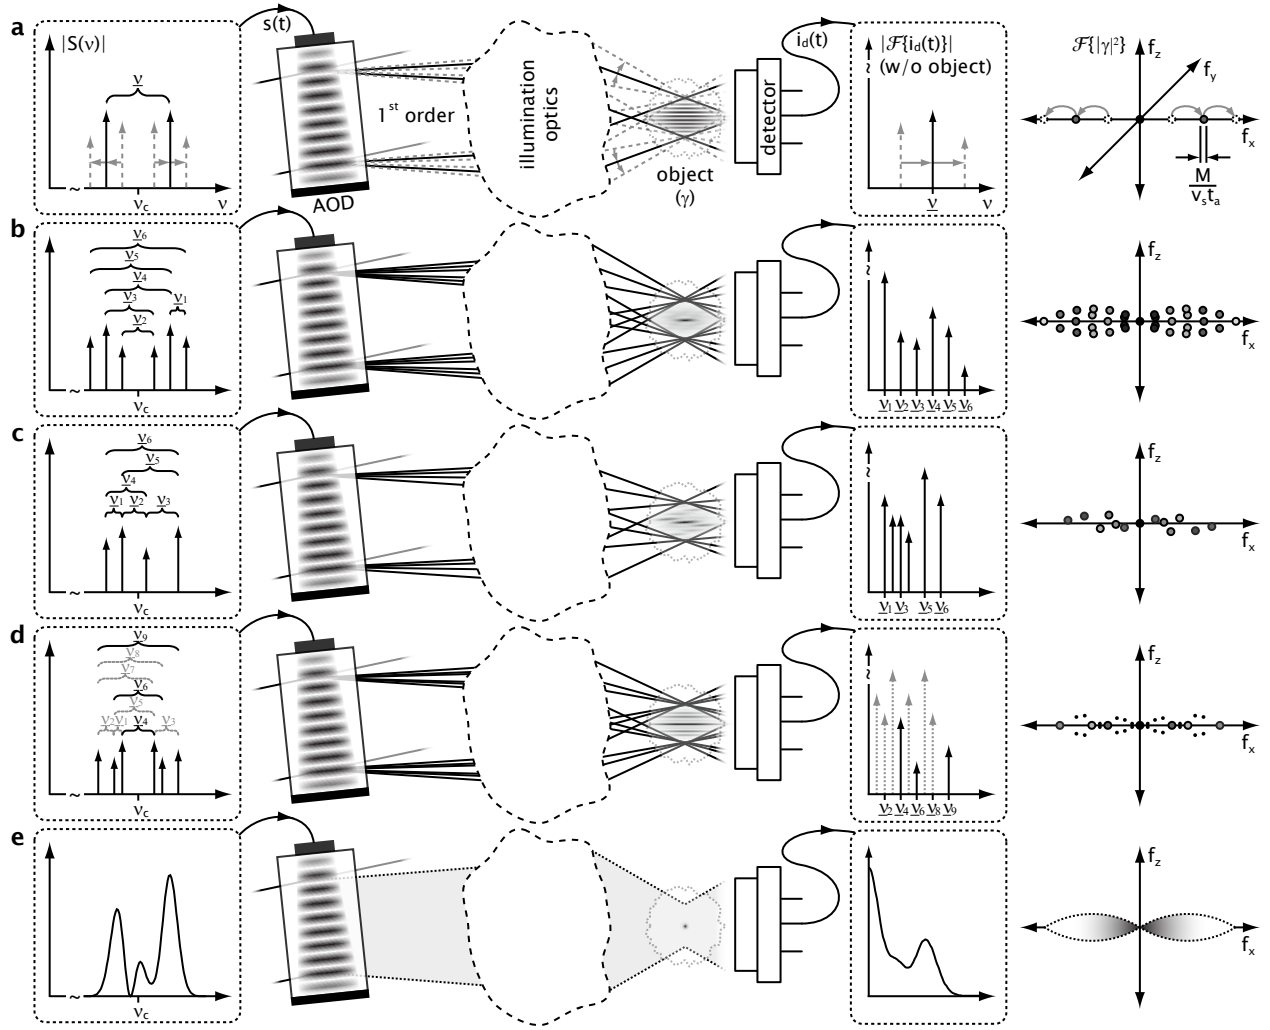 a
|S(ν)|
ν
ν_c
ν
s(t)
1st order
AOD
illumination
optics
object
(γ)
detector
i_d(t)
|ℱ{i_d(t)}|
(w/o object)
ν
ν
ℱ{|γ|²}
f_z
f_y
f_x
M
v_s t_a
b
ν_6
ν_5
ν_4
ν_3
ν_1
ν_2
ν_c
ν_1 ν_2 ν_3 ν_4 ν_5 ν_6
f_z
f_x
c
ν_6
ν_5
ν_4
ν_1 ν_2 ν_3
ν_c
ν_1 ν_3 ν_5 ν_6
f_z
f_x
d
ν_9
ν_8
ν_7
ν_6
ν_5
ν_2 ν_1 ν_4 ν_3
ν_c
ν_2 ν_4 ν_6 ν_8 ν_9
f_z
f_x
e
ν_c
f_z
f_x